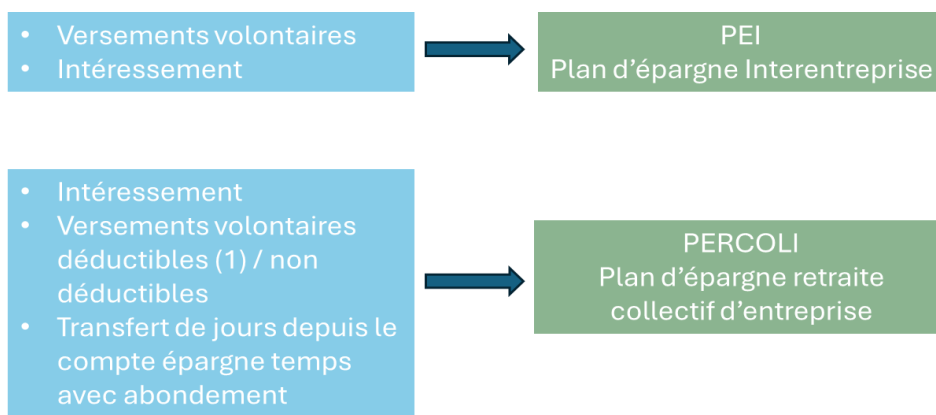 • Versements volontaires
• Intéressement
PEI
Plan d’épargne Interentreprise
• Intéressement
• Versements volontaires
déductibles (1) / non
déductibles
• Transfert de jours depuis le
compte épargne temps
avec abondement
PERCOLI
Plan d’épargne retraite
collectif d’entreprise